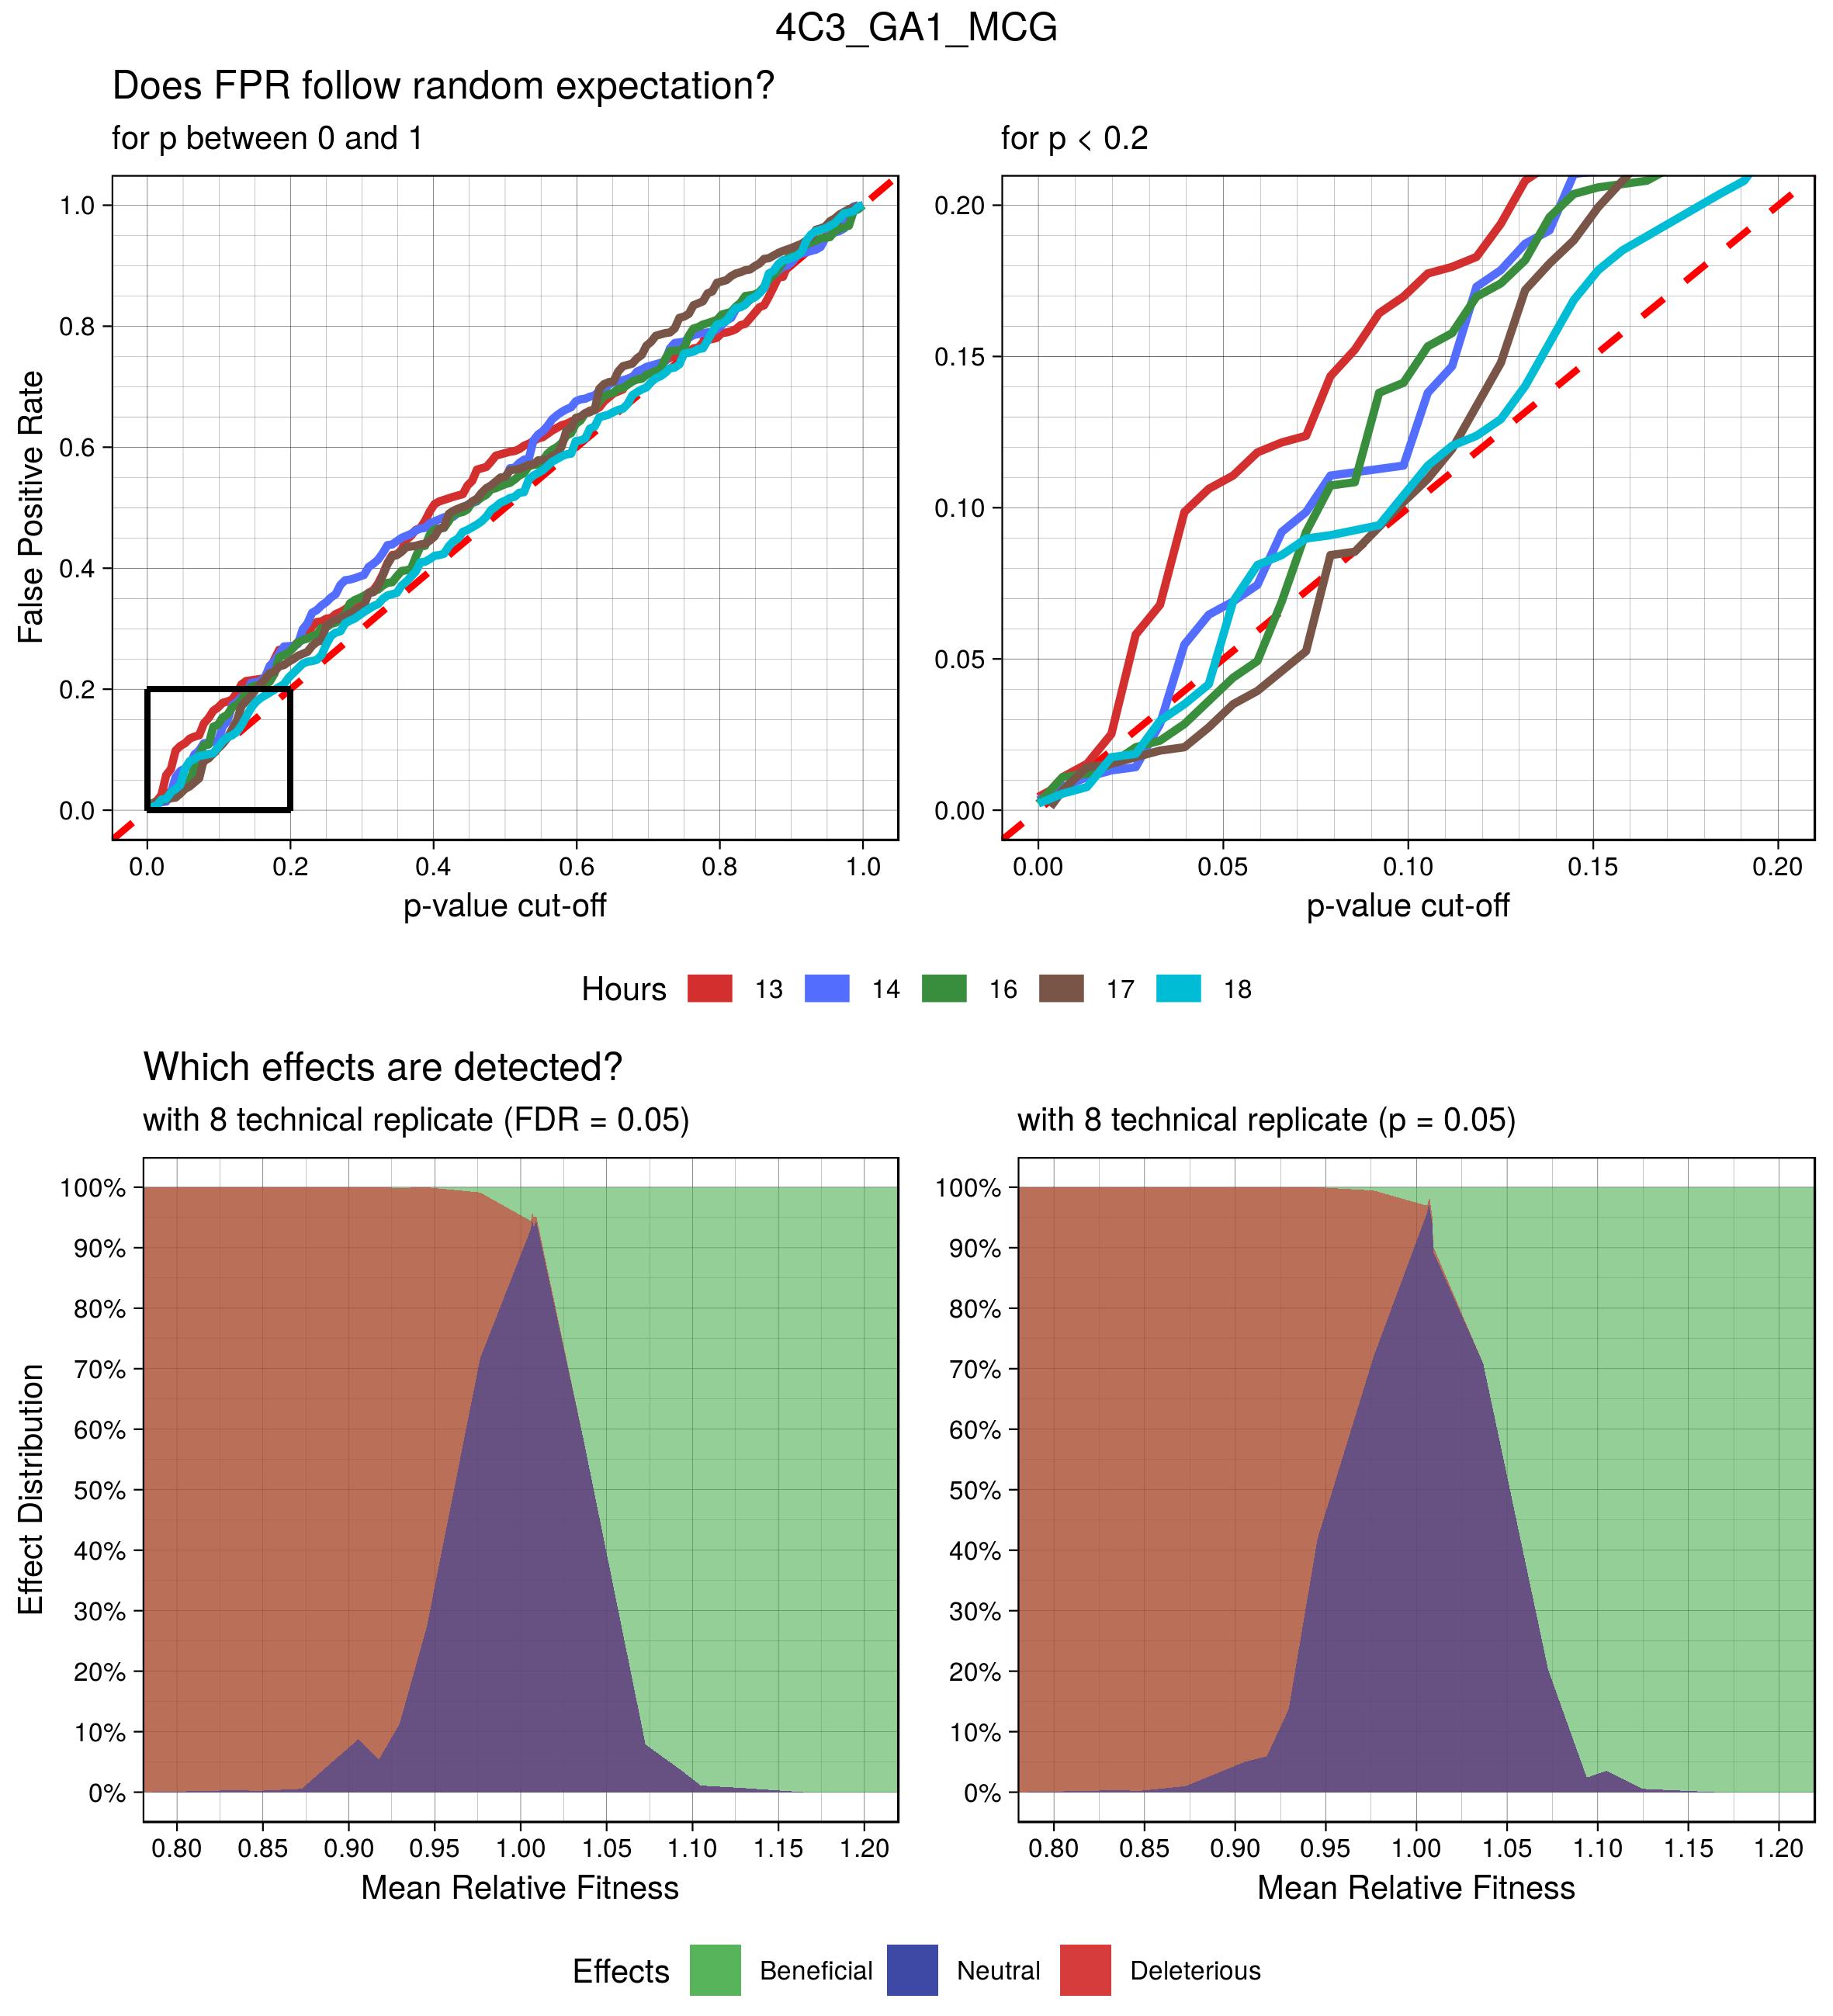 4C3_GA1_MCG
Does FPR follow random expectation?
for p between 0 and 1
for p < 0.2
False Positive Rate
1.0
0.8
0.6
0.4
0.2
0.0
0.0 0.2 0.4 0.6 0.8 1.0
p-value cut-off
0.20
0.15
0.10
0.05
0.00
0.00 0.05 0.10 0.15 0.20
p-value cut-off
Hours 13 14 16 17 18
Which effects are detected?
with 8 technical replicate (FDR = 0.05)
with 8 technical replicate (p = 0.05)
Effect Distribution
100%
90%
80%
70%
60%
50%
40%
30%
20%
10%
0%
0.80 0.85 0.90 0.95 1.00 1.05 1.10 1.15 1.20
Mean Relative Fitness
100%
90%
80%
70%
60%
50%
40%
30%
20%
10%
0%
0.80 0.85 0.90 0.95 1.00 1.05 1.10 1.15 1.20
Mean Relative Fitness
Effects Beneficial Neutral Deleterious